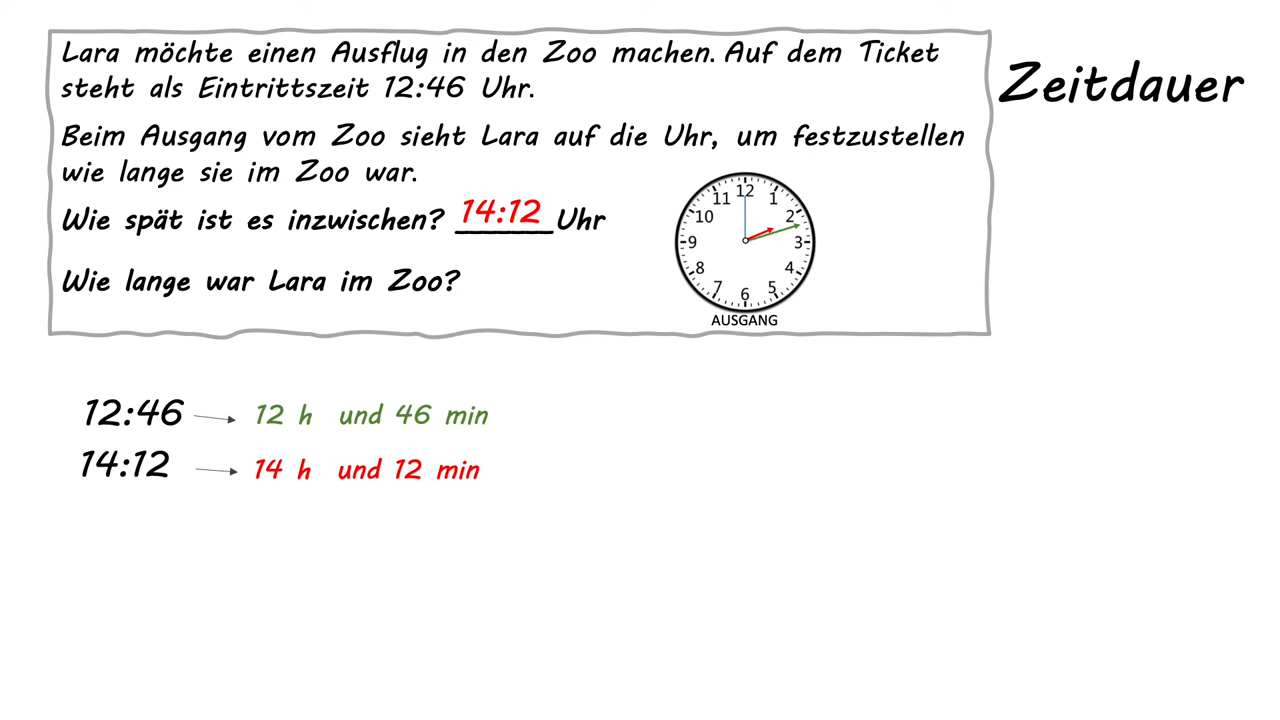 Lara möchte einen Ausflug in den Zoo machen. Auf dem Ticket
steht als Eintrittszeit 12:46 Uhr.
Zeitdauer
Beim Ausgang vom Zoo sieht Lara auf die Uhr, um festzustellen
wie lange sie im Zoo war.
Wie spät ist es inzwischen? 14:12 Uhr
Wie lange war Lara im Zoo?
12
1
2
3
4
5
6
7
8
9
10
11
AUSGANG
12:46 12 h und 46 min
14:12 14 h und 12 min